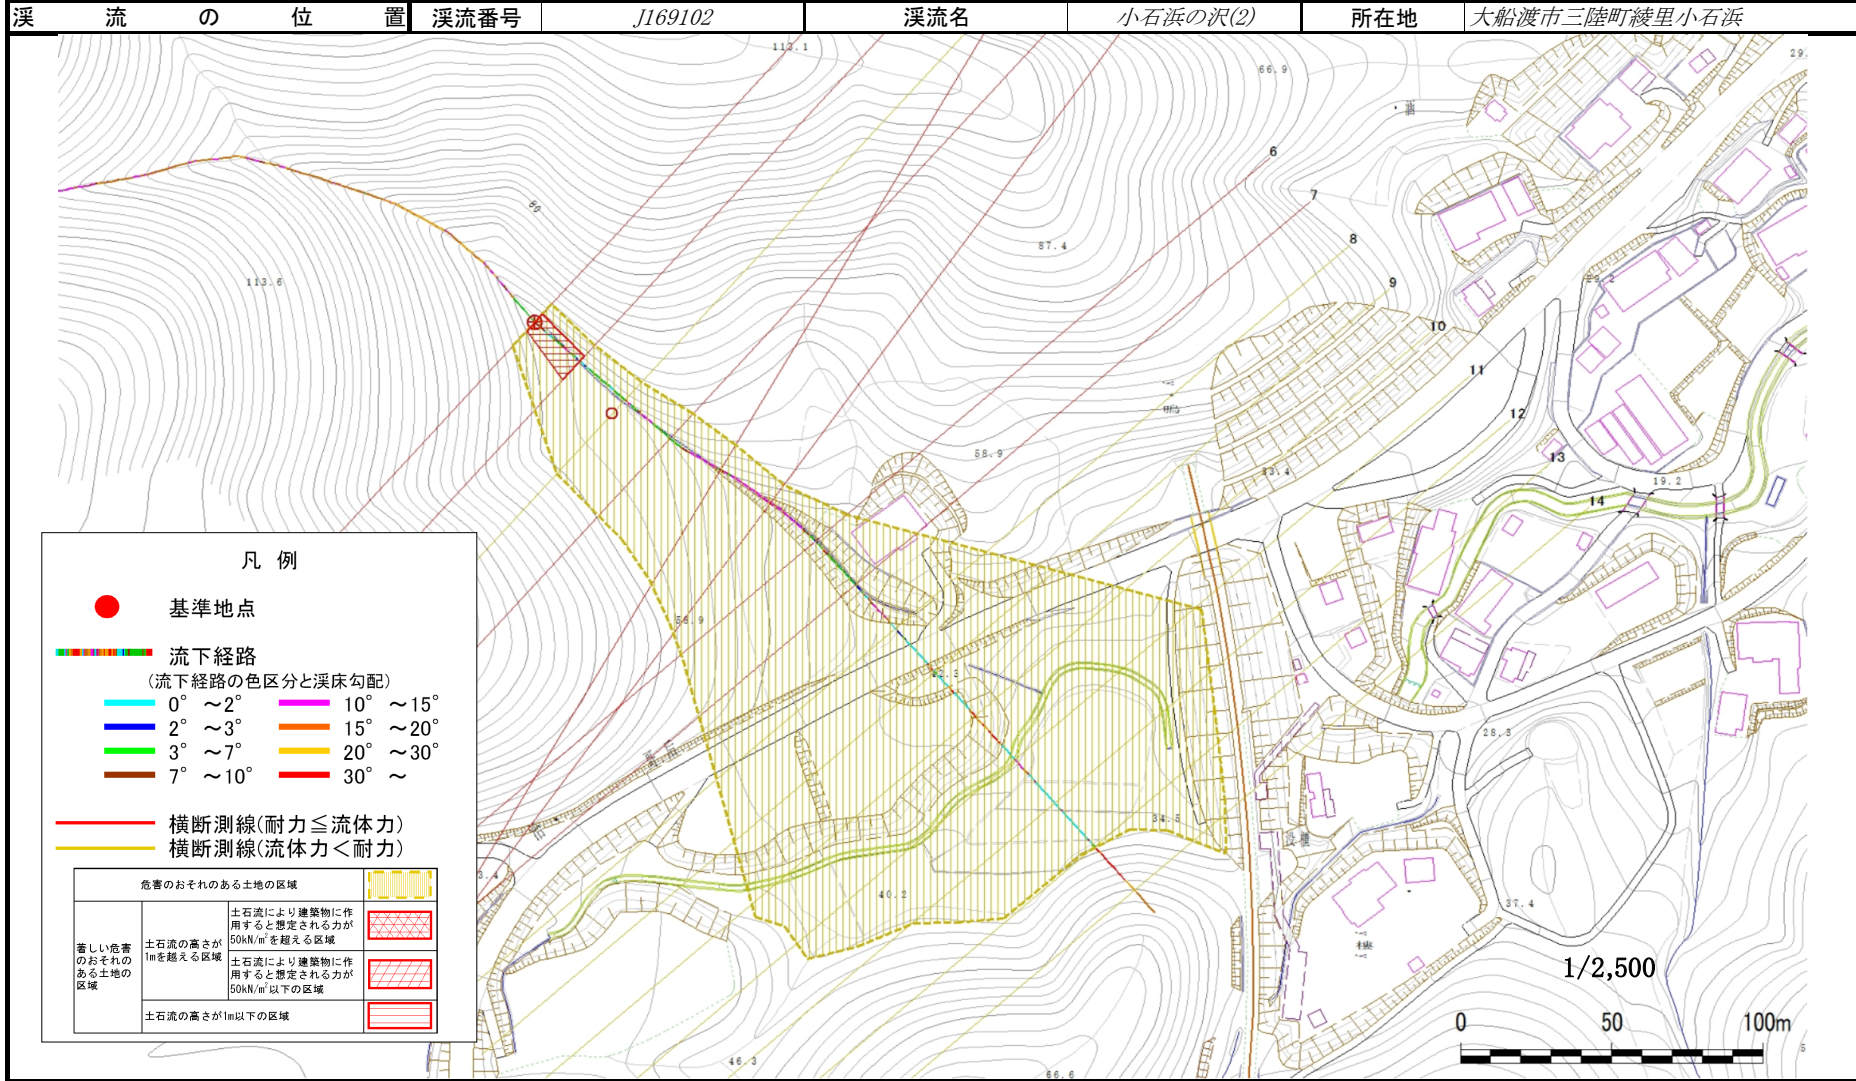 渓流の位置 渓流番号 J169102 渓流名 小石浜の沢(2) 所在地 大船渡市三陸町綾里小石浜
113.1
66.9
29.
6
7
80
8
87.4
113.6
9
29.2
10
11
12
58.9
33.4
13
19.2
14
58.9
42.3
28.3
34.5
3.4
40.2
37.4
46.3
66.6
5
凡 例
基準地点
流下経路
(流下経路の色区分と渓床勾配)
0° ～2° 10° ～15°
2° ～3° 15° ～20°
3° ～7° 20° ～30°
7° ～10° 30° ～
横断測線(耐力≦流体力)
横断測線(流体力＜耐力)
危害のおそれのある土地の区域
著しい危害
のおそれの
ある土地の
区域
土石流の高さが
1mを越える区域
土石流により建築物に作
用すると想定される力が
50kN/㎡を超える区域
土石流により建築物に作
用すると想定される力が
50kN/㎡以下の区域
土石流の高さが1m以下の区域
1/2,500
0 50 100m